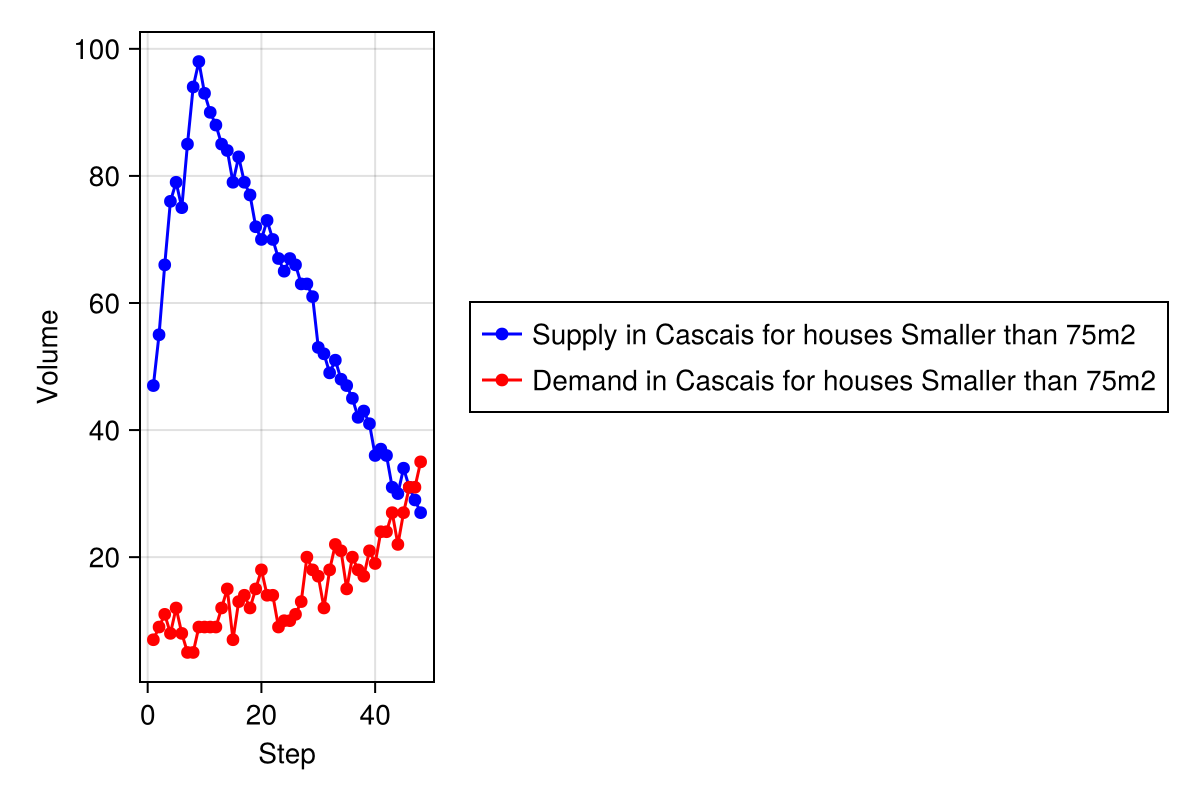 100
80
60
40
20
Volume
0 20 40
Step
Supply in Cascais for houses Smaller than 75m2
Demand in Cascais for houses Smaller than 75m2